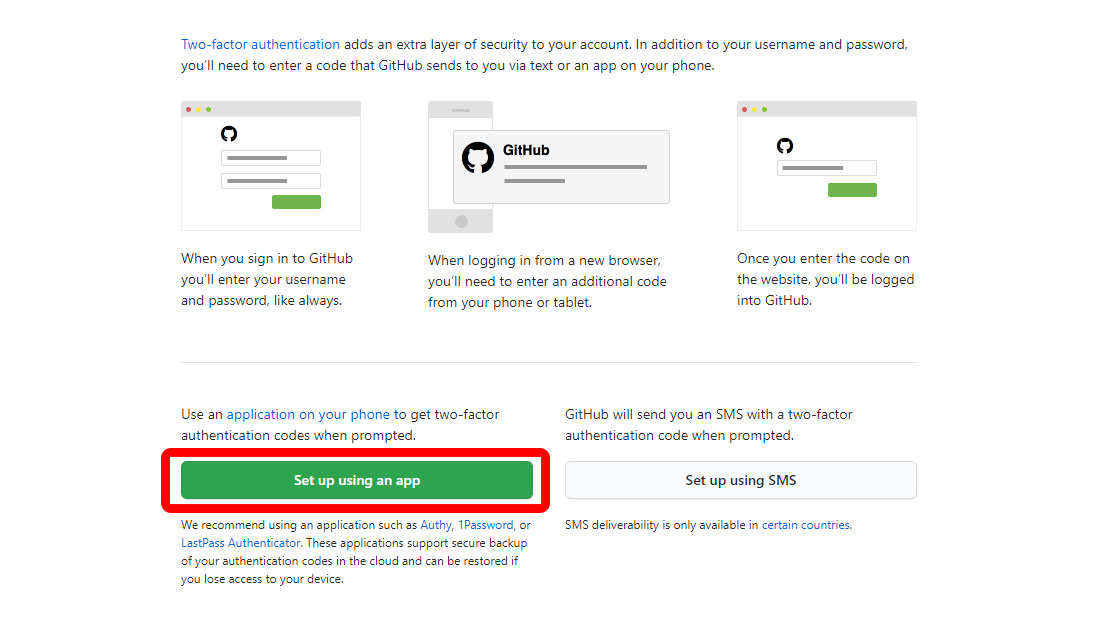 Two-factor authentication adds an extra layer of security to your account. In addition to your username and password,
you’ll need to enter a code that GitHub sends to you via text or an app on your phone.
GitHub
When you sign in to GitHub
you’ll enter your username
and password, like always.
When logging in from a new browser,
you’ll need to enter an additional code
from your phone or tablet.
Once you enter the code on
the website, you’ll be logged
into GitHub.
Use an application on your phone to get two-factor
authentication codes when prompted.
Set up using an app
We recommend using an application such as Authy, 1Password, or
LastPass Authenticator. These applications support secure backup
of your authentication codes in the cloud and can be restored if
you lose access to your device.
GitHub will send you an SMS with a two-factor
authentication code when prompted.
Set up using SMS
SMS deliverability is only available in certain countries.